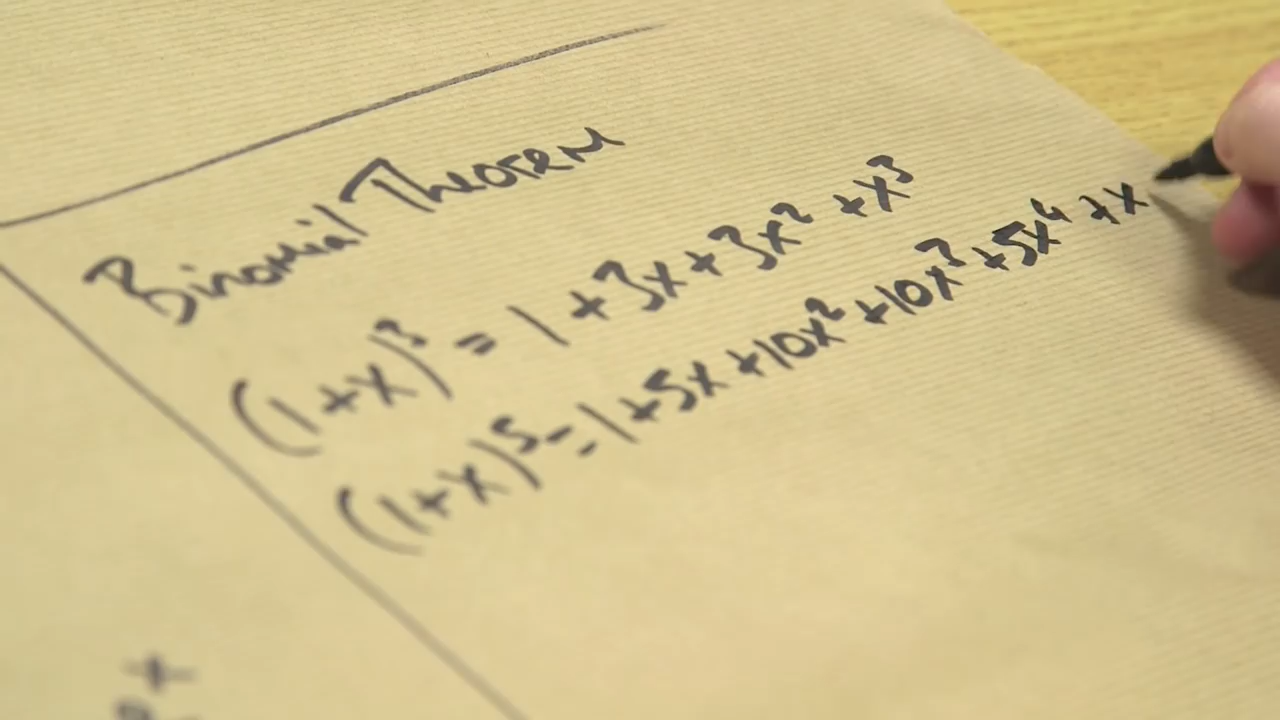 Binomial Theorem
(1+x)³ = 1+3x+3x²+x³
(1+x)⁵=1+5x+10x²+10x³+5x⁴+x